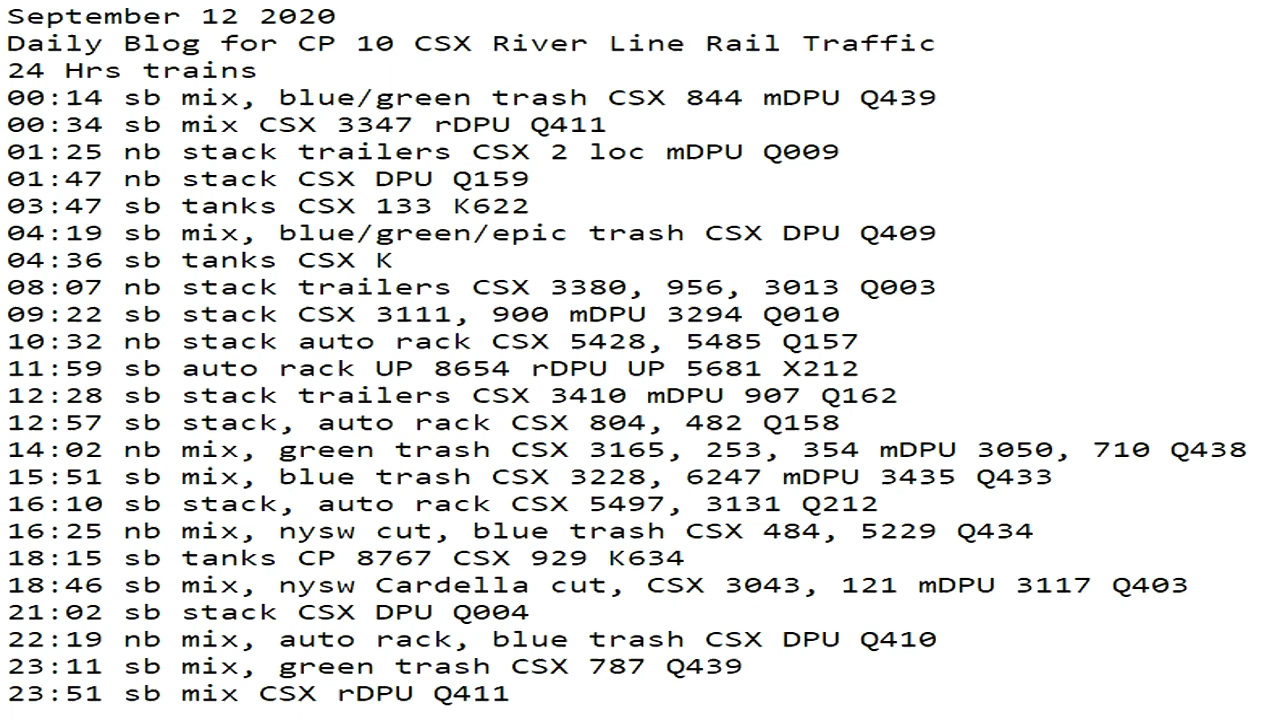 September 12 2020
Daily Blog for CP 10 CSX River Line Rail Traffic
24 Hrs trains
00:14 sb mix, blue/green trash CSX 844 mDPU Q439
00:34 sb mix CSX 3347 rDPU Q411
01:25 nb stack trailers CSX 2 loc mDPU Q009
01:47 nb stack CSX DPU Q159
03:47 sb tanks CSX 133 K622
04:19 sb mix, blue/green/epic trash CSX DPU Q409
04:36 sb tanks CSX K
08:07 nb stack trailers CSX 3380, 956, 3013 Q003
09:22 sb stack CSX 3111, 900 mDPU 3294 Q010
10:32 nb stack auto rack CSX 5428, 5485 Q157
11:59 sb auto rack UP 8654 rDPU UP 5681 X212
12:28 sb stack trailers CSX 3410 mDPU 907 Q162
12:57 sb stack, auto rack CSX 804, 482 Q158
14:02 nb mix, green trash CSX 3165, 253, 354 mDPU 3050, 710 Q438
15:51 sb mix, blue trash CSX 3228, 6247 mDPU 3435 Q433
16:10 sb stack, auto rack CSX 5497, 3131 Q212
16:25 nb mix, nysw cut, blue trash CSX 484, 5229 Q434
18:15 sb tanks CP 8767 CSX 929 K634
18:46 sb mix, nysw Cardella cut, CSX 3043, 121 mDPU 3117 Q403
21:02 sb stack CSX DPU Q004
22:19 nb mix, auto rack, blue trash CSX DPU Q410
23:11 sb mix, green trash CSX 787 Q439
23:51 sb mix CSX rDPU Q411